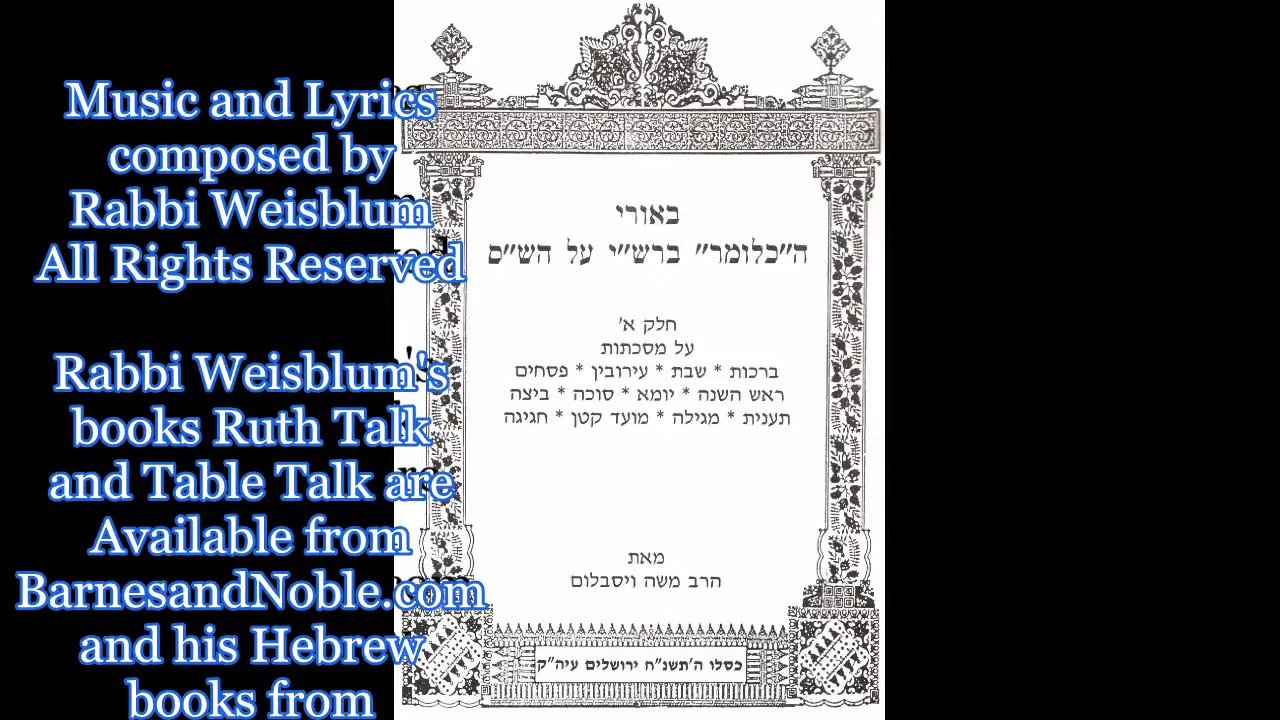 Music and Lyrics
composed by
Rabbi Weisblum
All Rights Reserved
Rabbi Weisblum's
books Ruth Talk
and Table Talk are
Available from
BarnesandNoble.com
and his Hebrew
books from
באורי
ה״כלומר״ ברש״י על הש״ס
חלק א׳
על מסכתות
ברכות * שבת * עירובין * פסחים
ראש השנה * יומא * סוכה * ביצה
תענית * מגילה * מועד קטן * חגיגה
מאת
הרב משה ויסבלום
כסלו ה׳תשנ״ח ירושלים עיה״ק